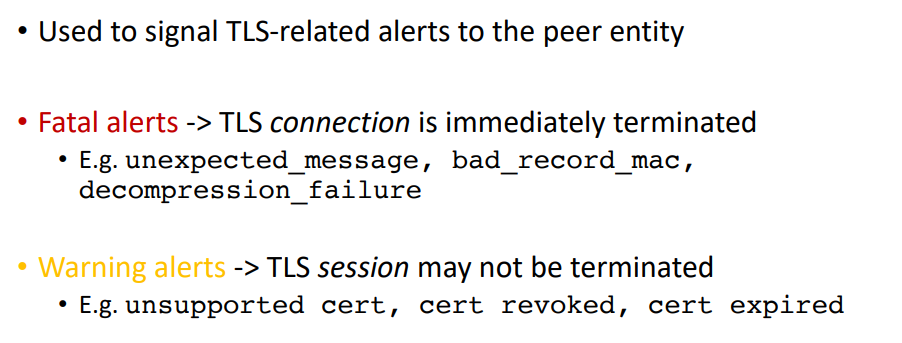 • Used to signal TLS-related alerts to the peer entity
• Fatal alerts -> TLS connection is immediately terminated
• E.g. unexpected_message, bad_record_mac,
decompression_failure
• Warning alerts -> TLS session may not be terminated
• E.g. unsupported cert, cert revoked, cert expired